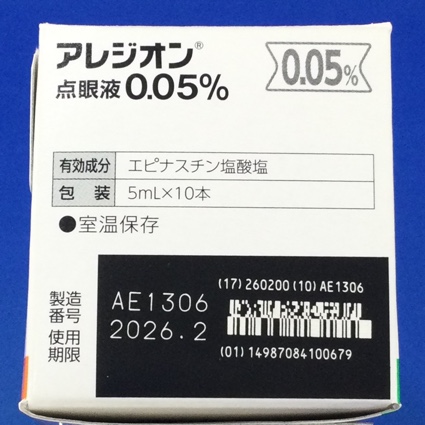 アレジオン®
点眼液0.05%
0.05%
有効成分 エピナスチン塩酸塩
包装 5mL×10本
●室温保存
(17)260200(10)AE1306
製造番号 AE1306
使用期限 2026.2
(01)14987084100679